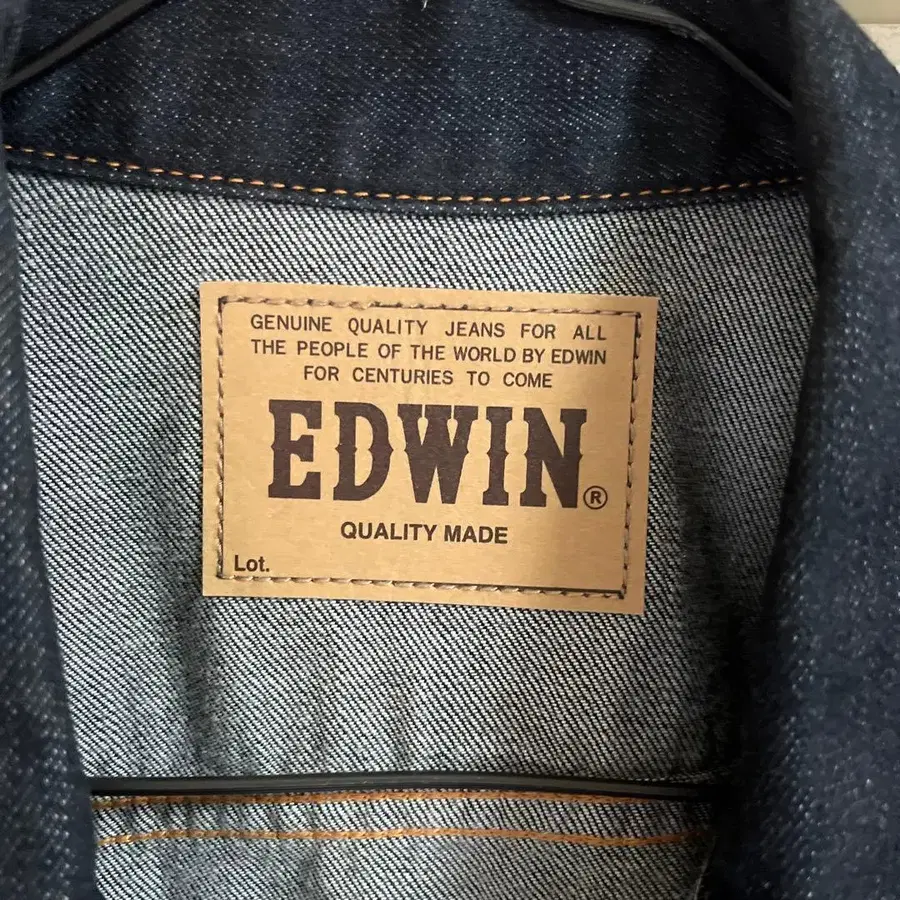 GENUINE QUALITY JEANS FOR ALL
THE PEOPLE OF THE WORLD BY EDWIN
FOR CENTURIES TO COME
EDWIN®
QUALITY MADE
Lot.